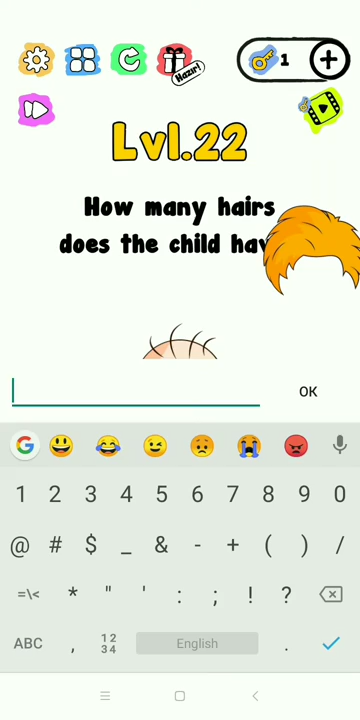 1
Hazır!
Lvl.22
How many hairs
does the child hav
OK
1 2 3 4 5 6 7 8 9 0
@ # $ _ & - + ( ) /
=\< * " ' : ; ! ?
ABC , 12 34 English .